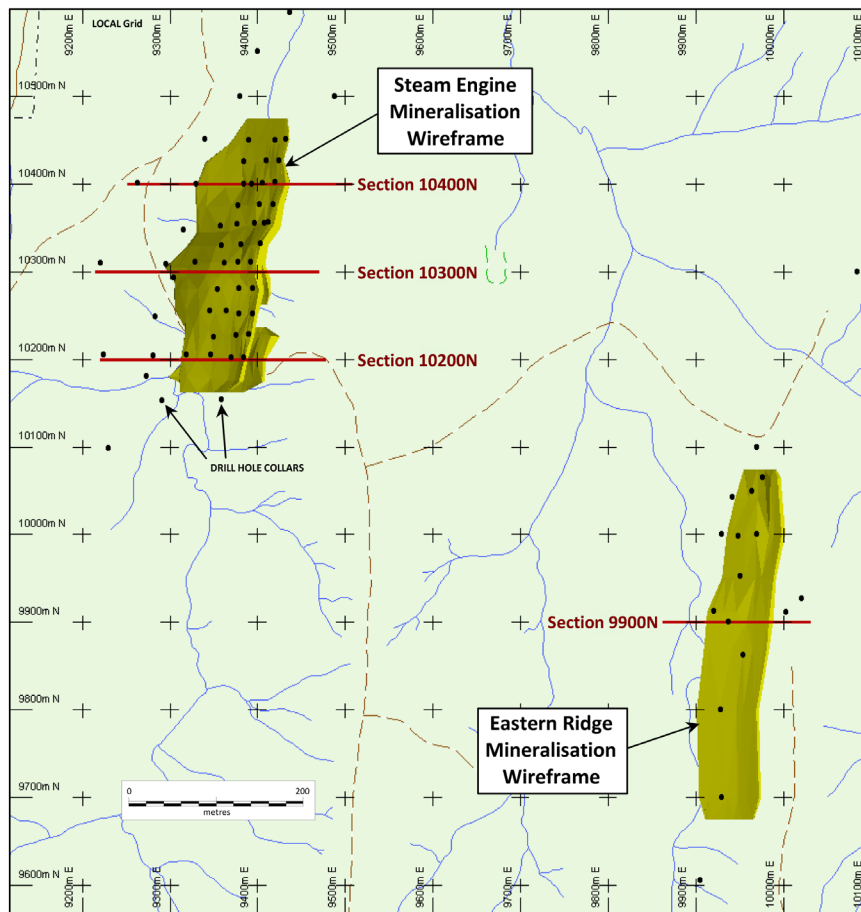 LOCAL Grid
9200m E
9300m E
9400m E
9500m E
9600m E
9700m E
9800m E
9900m E
10000m E
10100m E
10500m N
Steam Engine
Mineralisation
Wireframe
10400m N
Section 10400N
10300m N
Section 10300N
10200m N
Section 10200N
10100m N
DRILL HOLE COLLARS
10000m N
9900m N
Section 9900N
9800m N
Eastern Ridge
Mineralisation
Wireframe
9700m N
0
200
metres
9600m N
9200m E
9300m E
9400m E
9500m E
9600m E
9700m E
9800m E
9900m E
10000m E
10100m E